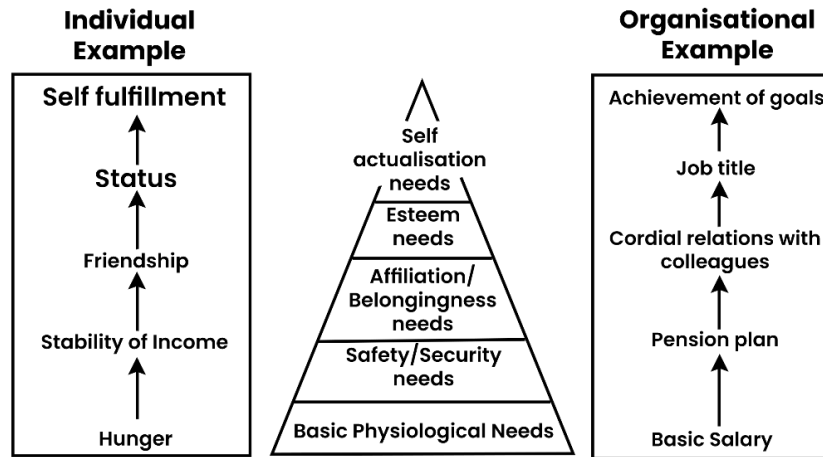 Individual
Example
Self fulfillment
Status
Friendship
Stability of Income
Hunger
Self
actualisation
needs
Esteem
needs
Affiliation/
Belongingness
needs
Safety/Security
needs
Basic Physiological Needs
Organisational
Example
Achievement of goals
Job title
Cordial relations with
colleagues
Pension plan
Basic Salary